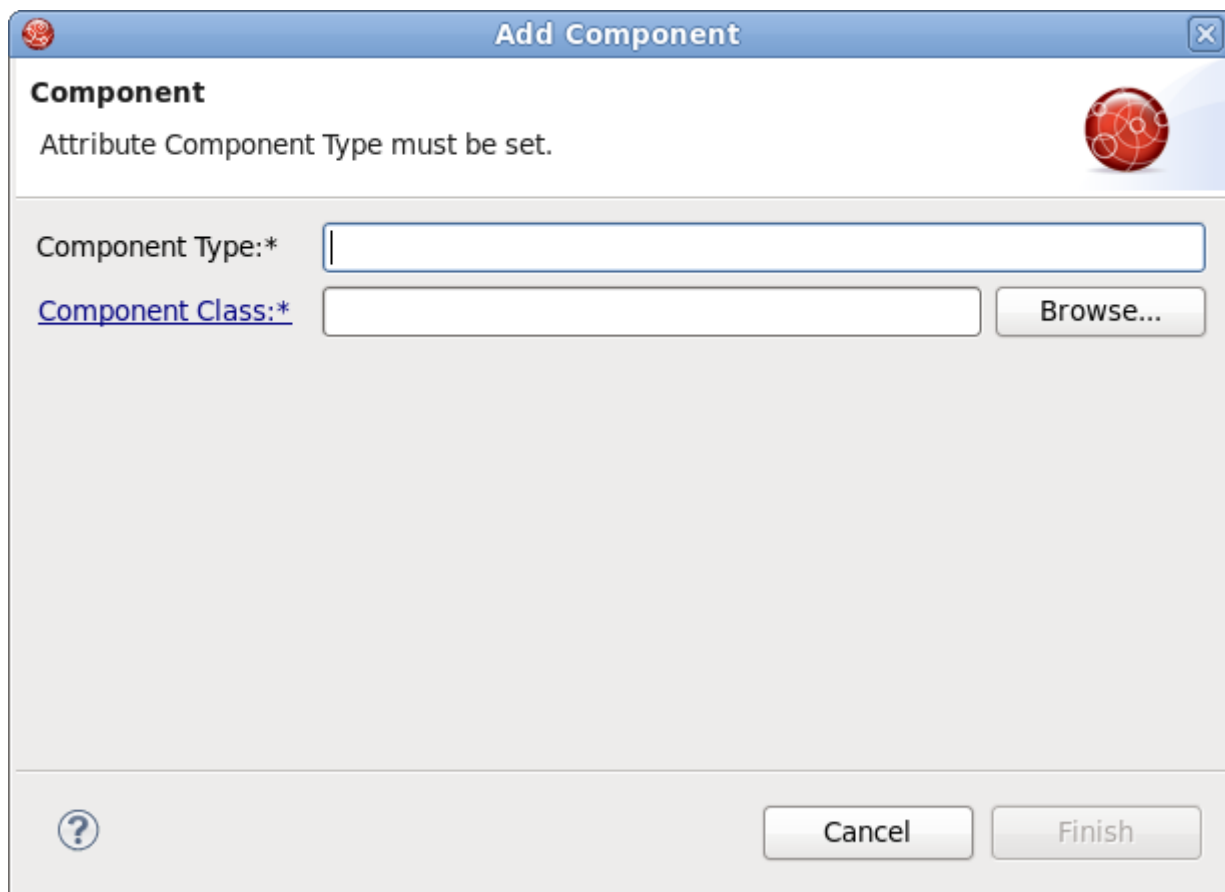 Add Component
Component
Attribute Component Type must be set.
Component Type:*
Component Class:*
Browse...
?
Cancel
Finish